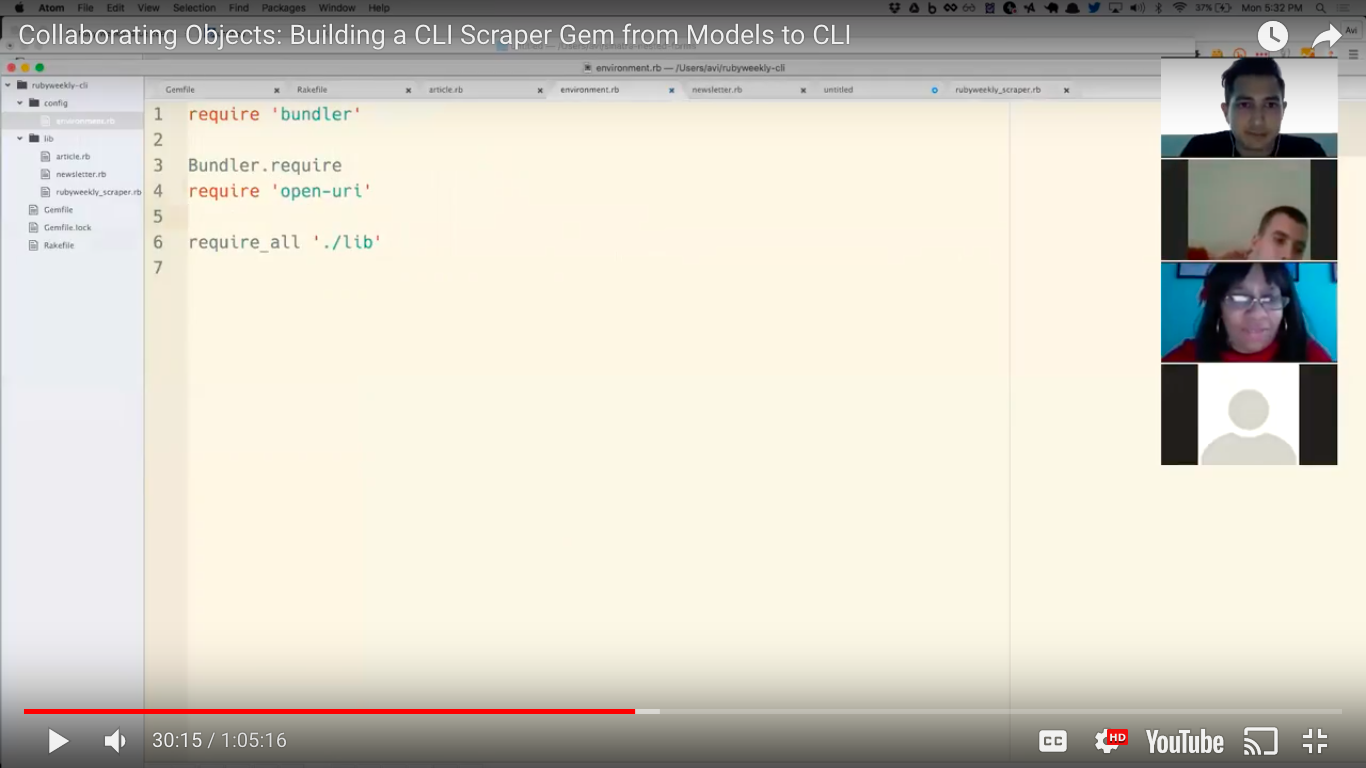 Atom File Edit View Selection Find Packages Window Help
37% Mon 5:32 PM
Collaborating Objects: Building a CLI Scraper Gem from Models to CLI
Avi
environment.rb — /Users/avi/rubyweekly-cli
rubyweekly-cli
config
environment.rb
lib
article.rb
newsletter.rb
rubyweekly_scraper.rb
Gemfile
Gemfile.lock
Rakefile
Gemfile Rakefile article.rb environment.rb newsletter.rb untitled rubyweekly_scraper.rb
1 require 'bundler'
2
3 Bundler.require
4 require 'open-uri'
5
6 require_all './lib'
7
30:15 / 1:05:16
CC HD YouTube